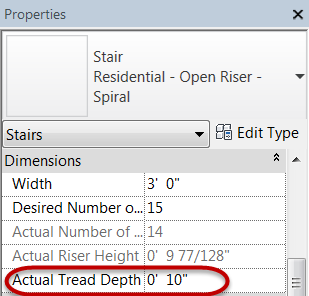 Properties
Stair
Residential - Open Riser -
Spiral
Stairs
Edit Type
Dimensions
Width 3' 0"
Desired Number o... 15
Actual Number of ... 14
Actual Riser Height 0' 9 77/128"
Actual Tread Depth 0' 10"